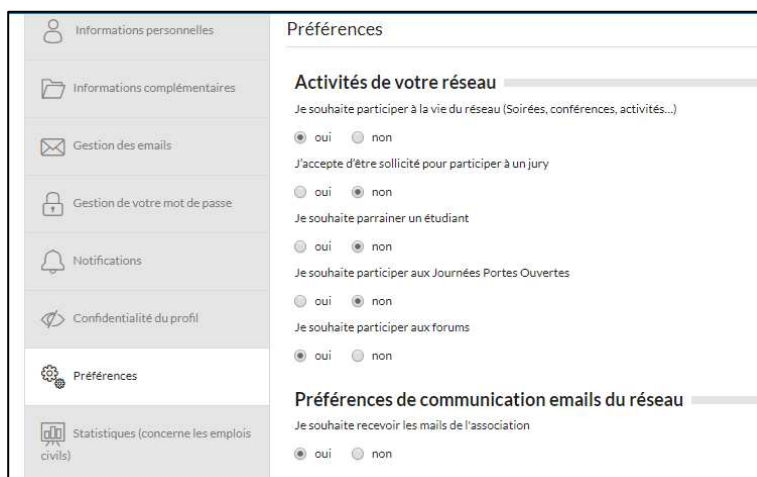 Informations personnelles
Informations complémentaires
Gestion des emails
Gestion de votre mot de passe
Notifications
Confidentialité du profil
Préférences
Statistiques (concerne les emplois
civils)
Préférences
Activités de votre réseau
Je souhaite participer à la vie du réseau (Soirées, conférences, activités...)
oui non
J'accepte d'être sollicité pour participer à un jury
oui non
Je souhaite parrainer un étudiant
oui non
Je souhaite participer aux Journées Portes Ouvertes
oui non
Je souhaite participer aux forums
oui non
Préférences de communication emails du réseau
Je souhaite recevoir les mails de l'association
oui non